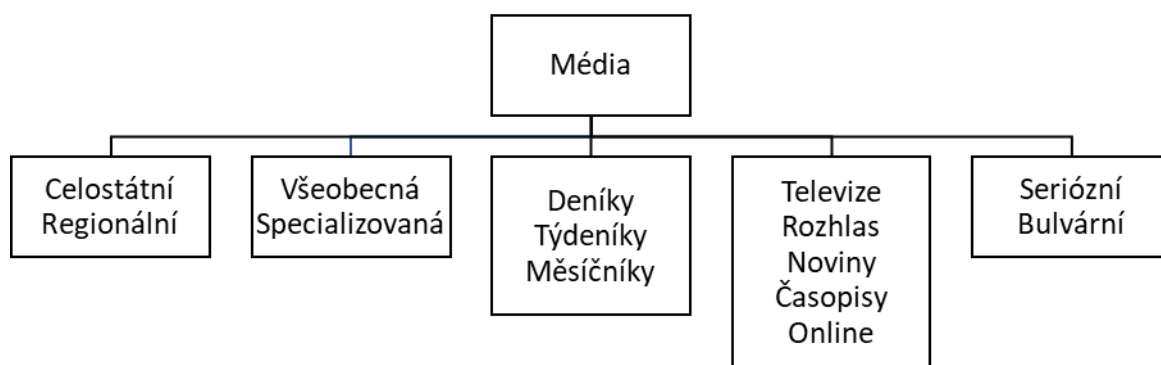 Média
Celostátní
Regionální
Všeobecná
Specializovaná
Deníky
Týdeníky
Měsíčníky
Televize
Rozhlas
Noviny
Časopisy
Online
Seriózní
Bulvární